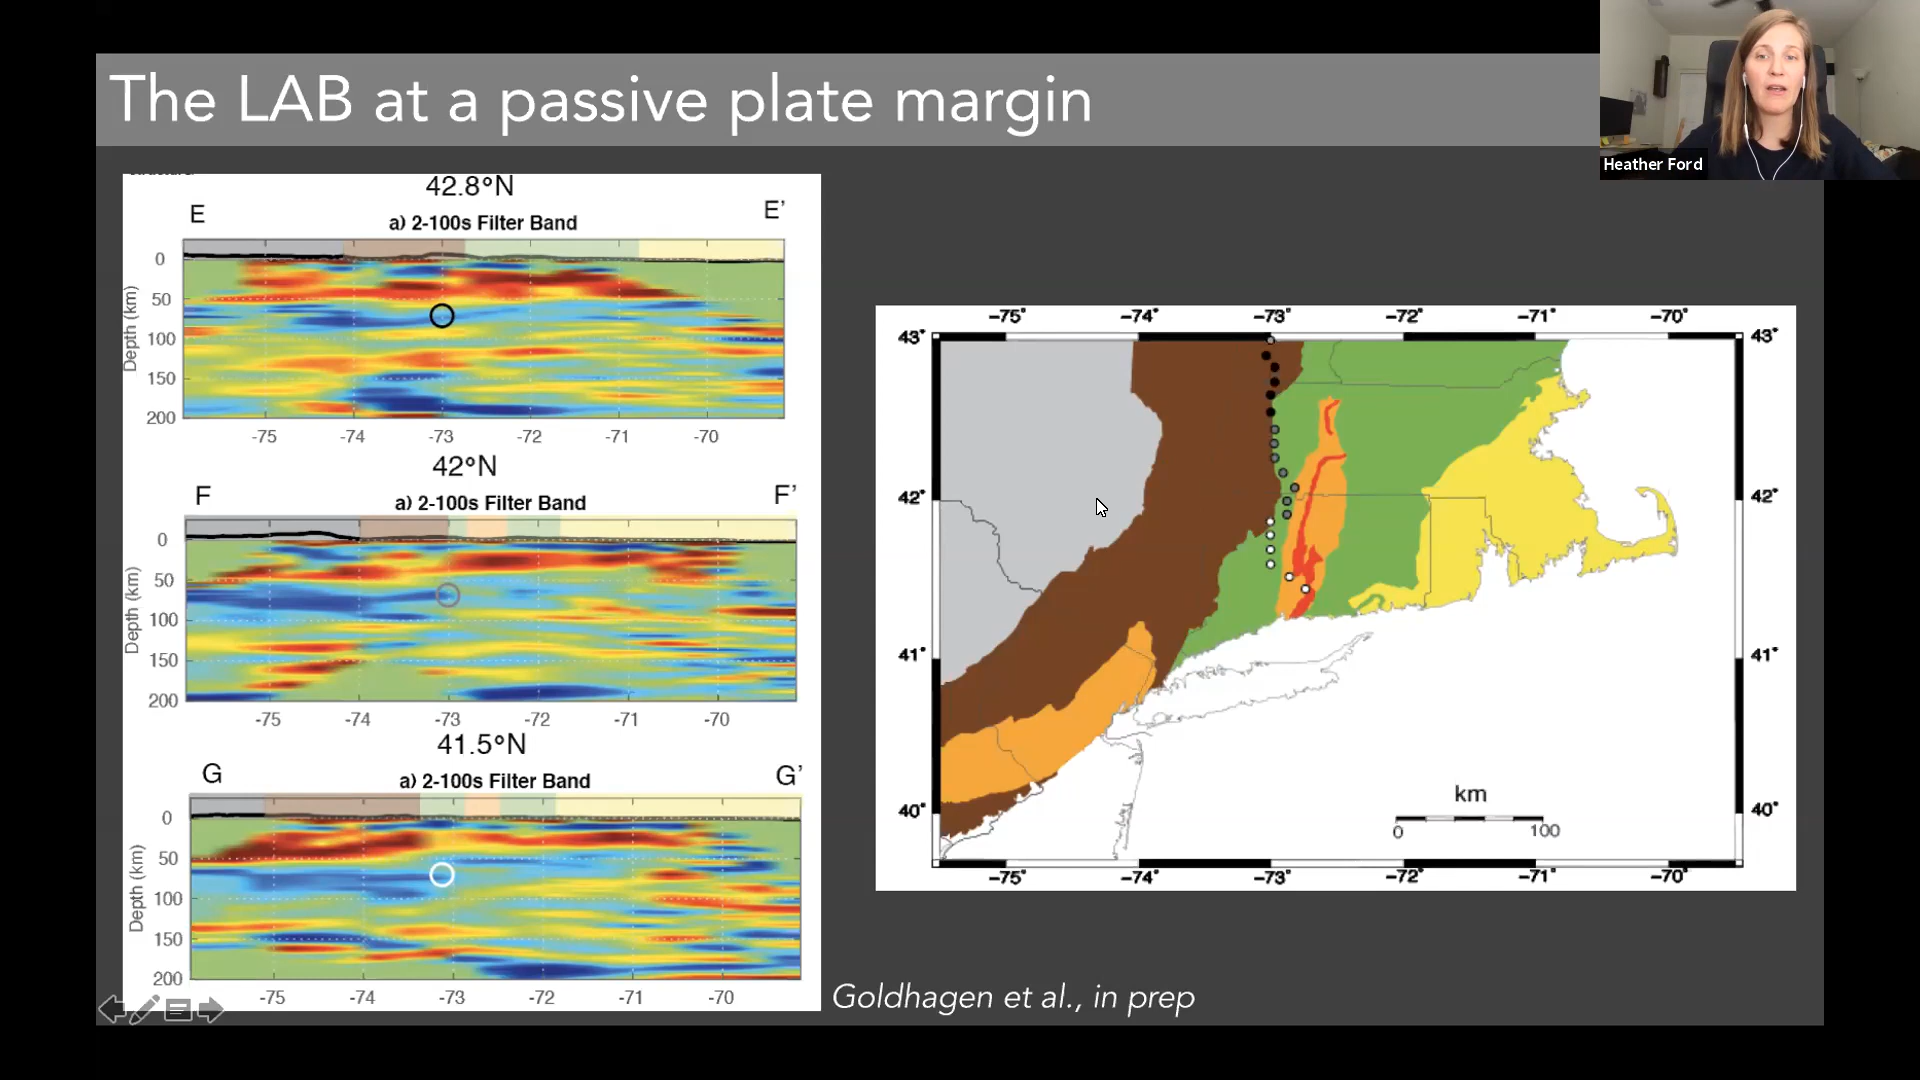 The LAB at a passive plate margin
Heather Ford
42.8°N
E
E'
a) 2-100s Filter Band
0
50
100
150
200
Depth (km)
-75
-74
-73
-72
-71
-70
42°N
F
F'
a) 2-100s Filter Band
0
50
100
150
200
Depth (km)
-75
-74
-73
-72
-71
-70
41.5°N
G
G'
a) 2-100s Filter Band
0
50
100
150
200
Depth (km)
-75
-74
-73
-72
-71
-70
-75°
-74°
-73°
-72°
-71°
-70°
43°
43°
42°
42°
41°
41°
40°
40°
km
0
100
-75°
-74°
-73°
-72°
-71°
-70°
Goldhagen et al., in prep